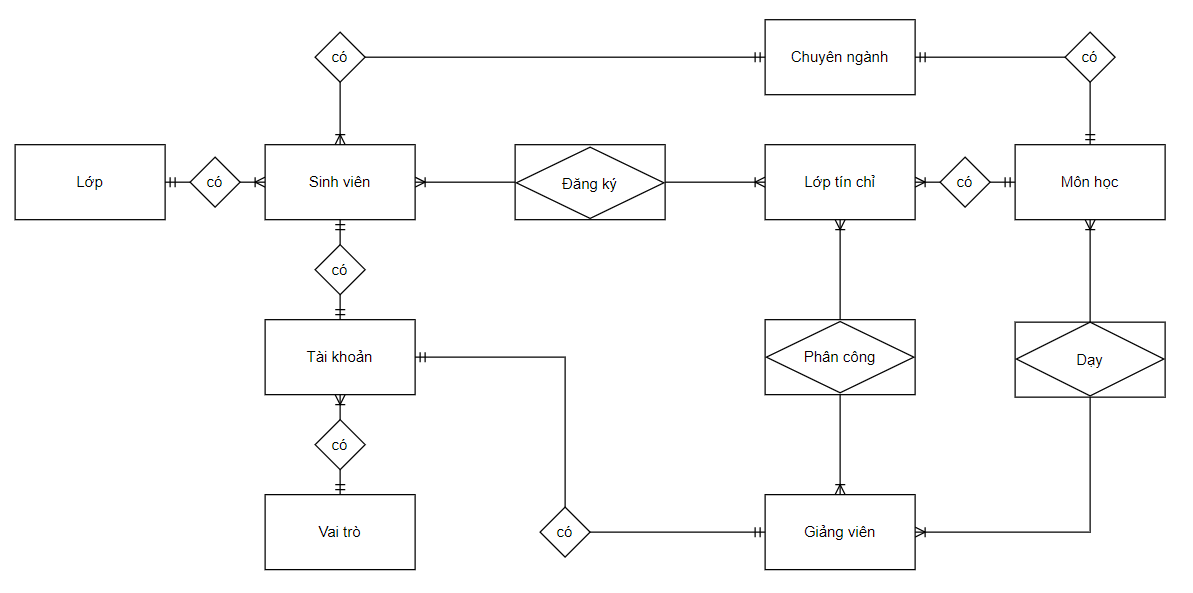 có
Chuyên ngành
có
Lớp
có
Sinh viên
Đăng ký
Lớp tín chỉ
có
Môn học
có
Tài khoản
Phân công
Dạy
có
Vai trò
có
Giảng viên